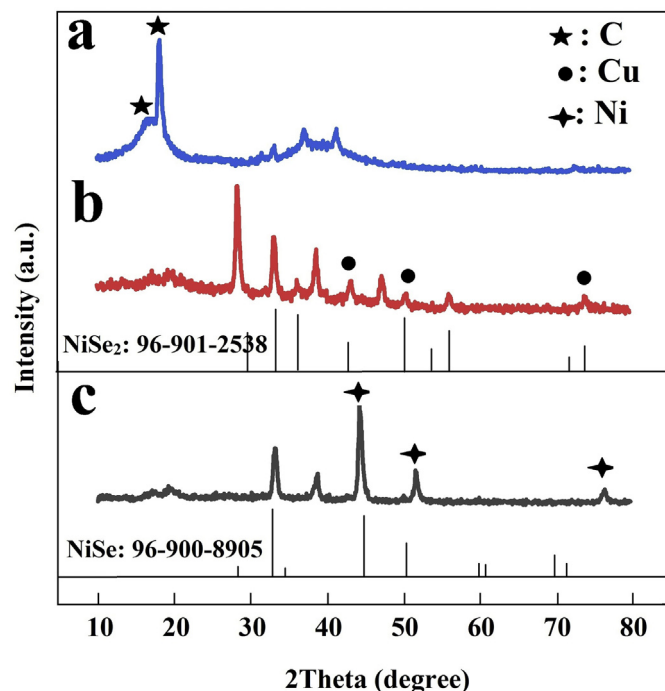 a
★: C
●: Cu
✦: Ni
b
NiSe₂: 96-901-2538
c
NiSe: 96-900-8905
10 20 30 40 50 60 70 80
2Theta (degree)
Intensity (a.u.)